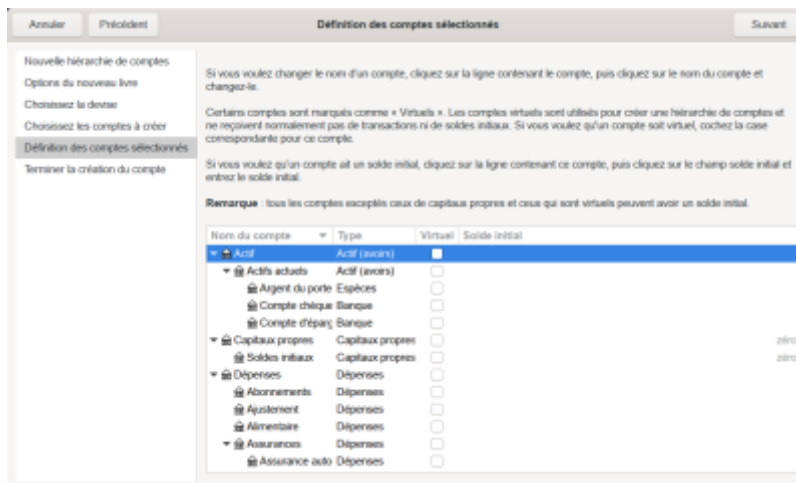 Annuler Précédent Définition des comptes sélectionnés Suivant
Nouvelle hiérarchie de comptes
Options du nouveau livre
Choisissez la devise
Choisissez les comptes à créer
Définition des comptes sélectionnés
Terminer la création du compte
Si vous voulez changer le nom d'un compte, cliquez sur la ligne contenant le compte, puis cliquez sur le nom du compte et
changez-le.
Certains comptes sont marqués comme « Virtuels ». Les comptes virtuels sont utilisés pour créer une hiérarchie de comptes et
ne reçoivent normalement pas de transactions ni de soldes initiaux. Si vous voulez qu'un compte soit virtuel, cochez la case
correspondante pour ce compte.
Si vous voulez qu'un compte ait un solde initial, cliquez sur la ligne contenant ce compte, puis cliquez sur le champ solde initial et
entrez le solde initial.
Remarque : tous les comptes exceptés ceux de capitaux propres et ceux qui sont virtuels peuvent avoir un solde initial.
Nom du compte Type Virtuel Solde initial
Actif Actif (avoirs)
Actifs actuels Actif (avoirs)
Argent du porte Espèces
Compte chèque Banque
Compte d'éparg Banque
Capitaux propres Capitaux propres zéro
Soldes initiaux Capitaux propres zéro
Dépenses Dépenses
Abonnements Dépenses
Ajustement Dépenses
Alimentaire Dépenses
Assurances Dépenses
Assurance auto Dépenses